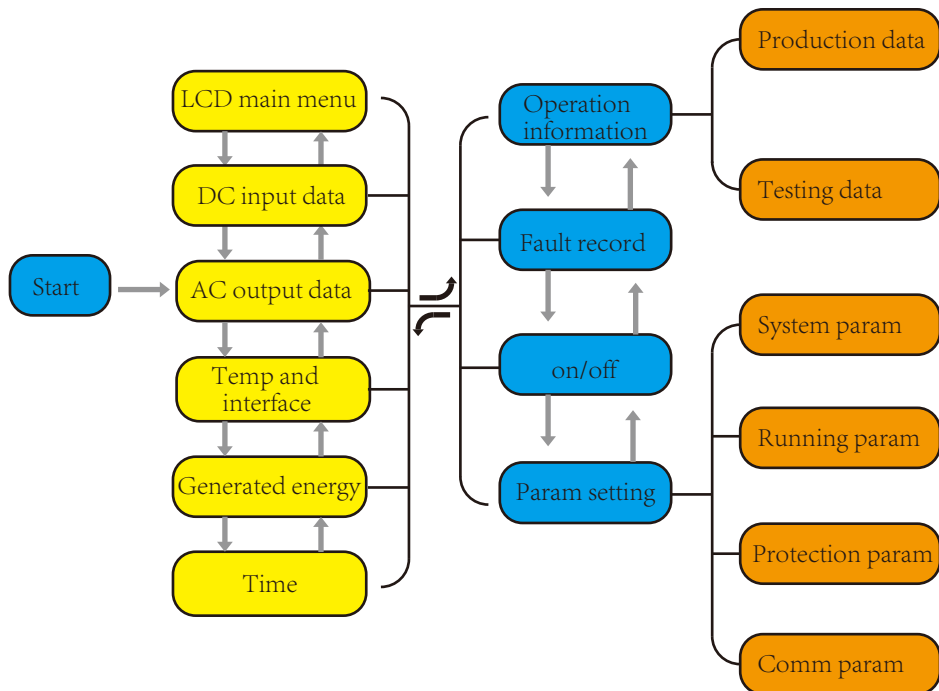 Start
LCD main menu
DC input data
AC output data
Temp and
interface
Generated energy
Time
Operation
information
Fault record
on/off
Param setting
Production data
Testing data
System param
Running param
Protection param
Comm param